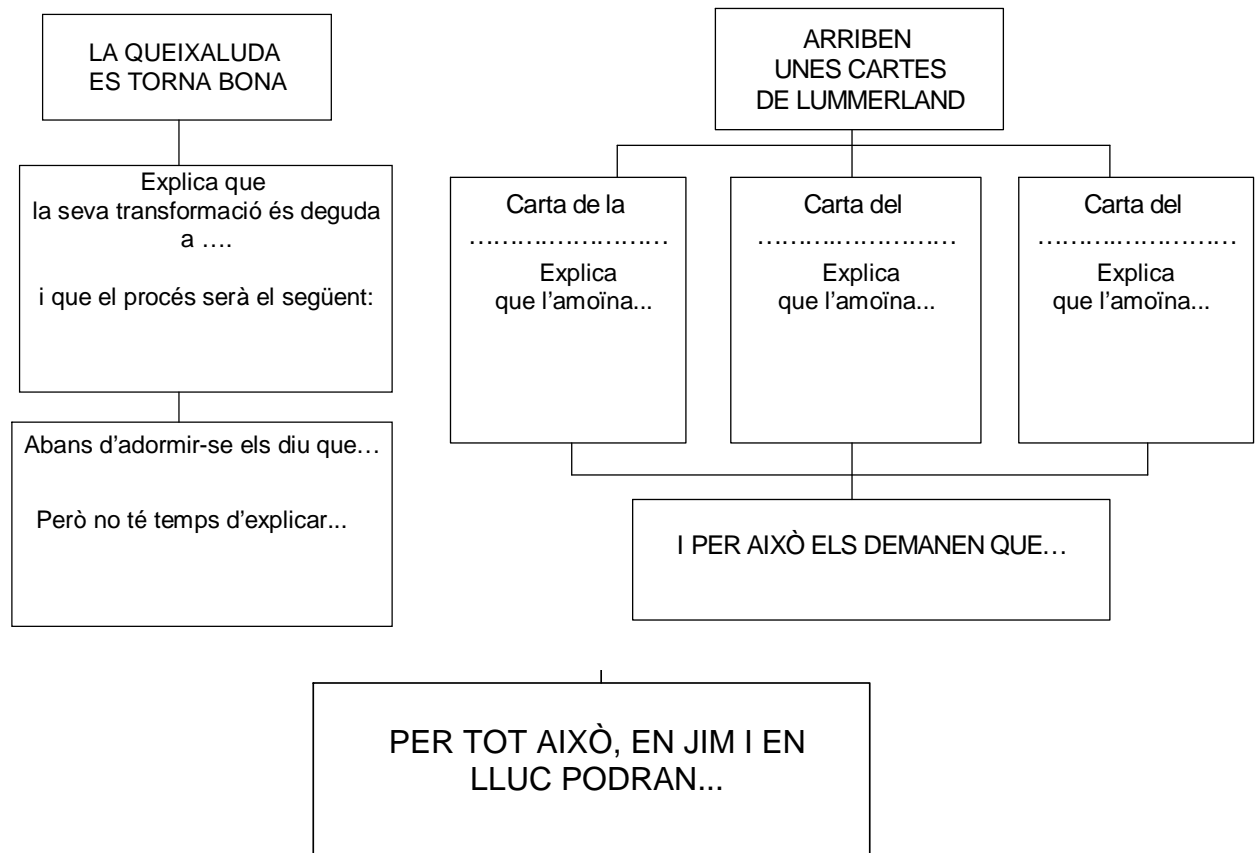 LA QUEIXALUDA
ES TORNA BONA
Explica que
la seva transformació és deguda
a ….
i que el procés serà el següent:
Abans d’adormir-se els diu que…
Però no té temps d’explicar...
ARRIBEN
UNES CARTES
DE LUMMERLAND
Carta de la
……………………
Explica
que l’amoïna...
Carta del
……………………
Explica
que l’amoïna...
Carta del
……………………
Explica
que l’amoïna...
I PER AIXÒ ELS DEMANEN QUE…
PER TOT AIXÒ, EN JIM I EN
LLUC PODRAN...